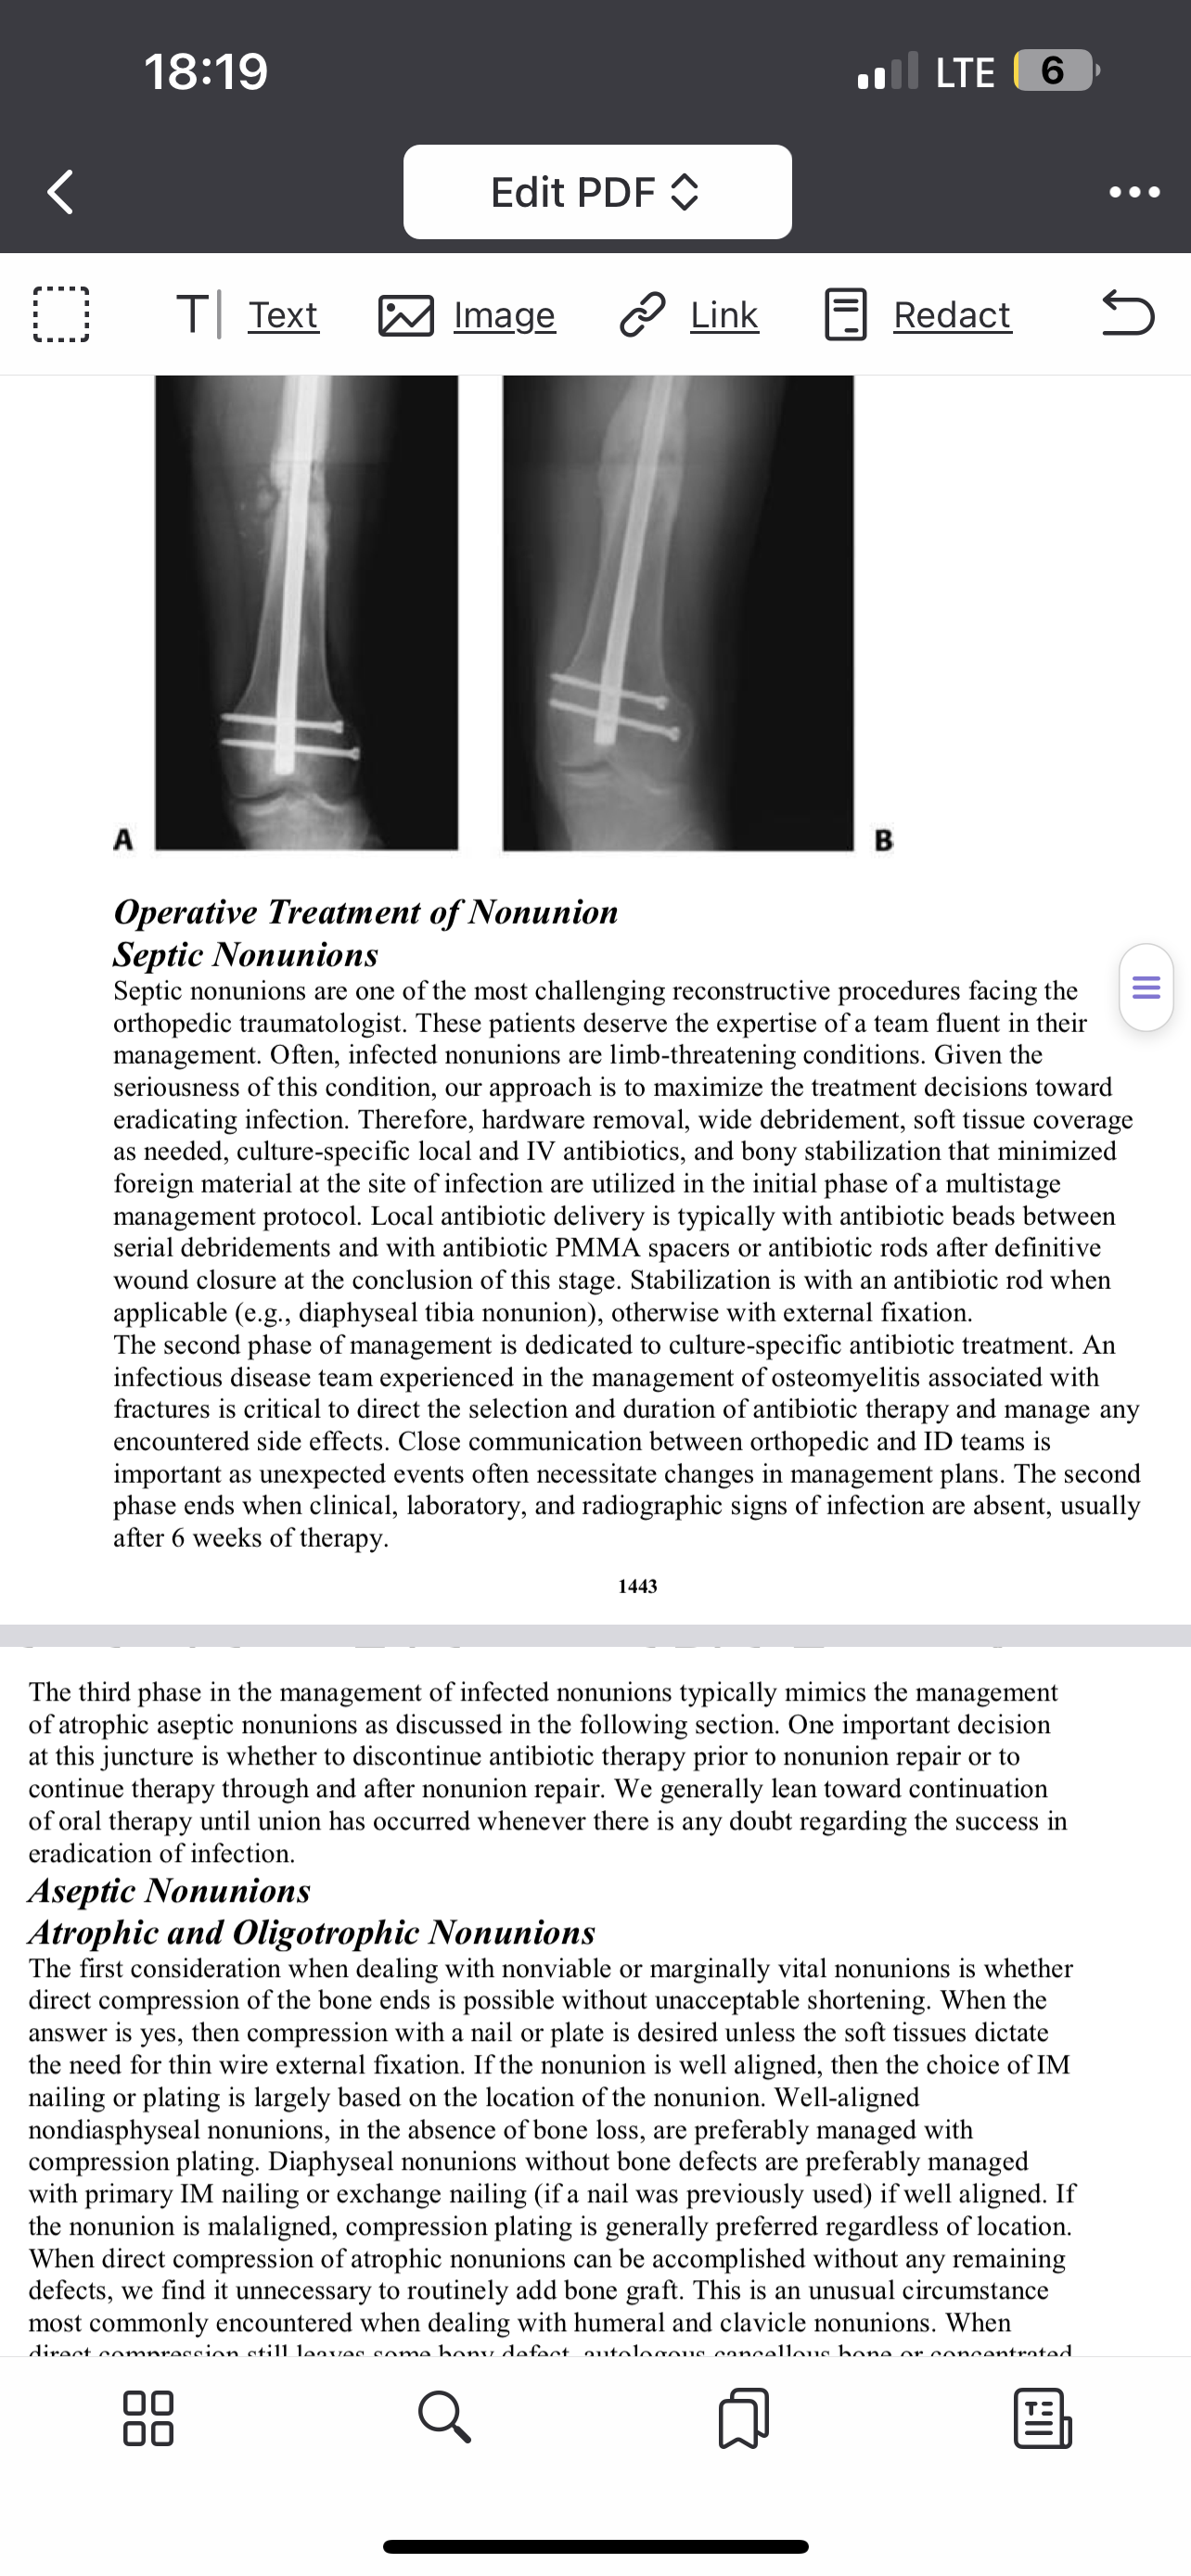 18:19
LTE
6
Edit PDF
•••
Text
Image
Link
Redact
A
B
Operative Treatment of Nonunion
Septic Nonunions
Septic nonunions are one of the most challenging reconstructive procedures facing the
orthopedic traumatologist. These patients deserve the expertise of a team fluent in their
management. Often, infected nonunions are limb-threatening conditions. Given the
seriousness of this condition, our approach is to maximize the treatment decisions toward
eradicating infection. Therefore, hardware removal, wide debridement, soft tissue coverage
as needed, culture-specific local and IV antibiotics, and bony stabilization that minimized
foreign material at the site of infection are utilized in the initial phase of a multistage
management protocol. Local antibiotic delivery is typically with antibiotic beads between
serial debridements and with antibiotic PMMA spacers or antibiotic rods after definitive
wound closure at the conclusion of this stage. Stabilization is with an antibiotic rod when
applicable (e.g., diaphyseal tibia nonunion), otherwise with external fixation.
The second phase of management is dedicated to culture-specific antibiotic treatment. An
infectious disease team experienced in the management of osteomyelitis associated with
fractures is critical to direct the selection and duration of antibiotic therapy and manage any
encountered side effects. Close communication between orthopedic and ID teams is
important as unexpected events often necessitate changes in management plans. The second
phase ends when clinical, laboratory, and radiographic signs of infection are absent, usually
after 6 weeks of therapy.
1443
The third phase in the management of infected nonunions typically mimics the management
of atrophic aseptic nonunions as discussed in the following section. One important decision
at this juncture is whether to discontinue antibiotic therapy prior to nonunion repair or to
continue therapy through and after nonunion repair. We generally lean toward continuation
of oral therapy until union has occurred whenever there is any doubt regarding the success in
eradication of infection.
Aseptic Nonunions
Atrophic and Oligotrophic Nonunions
The first consideration when dealing with nonviable or marginally vital nonunions is whether
direct compression of the bone ends is possible without unacceptable shortening. When the
answer is yes, then compression with a nail or plate is desired unless the soft tissues dictate
the need for thin wire external fixation. If the nonunion is well aligned, then the choice of IM
nailing or plating is largely based on the location of the nonunion. Well-aligned
nondiasphyseal nonunions, in the absence of bone loss, are preferably managed with
compression plating. Diaphyseal nonunions without bone defects are preferably managed
with primary IM nailing or exchange nailing (if a nail was previously used) if well aligned. If
the nonunion is malaligned, compression plating is generally preferred regardless of location.
When direct compression of atrophic nonunions can be accomplished without any remaining
defects, we find it unnecessary to routinely add bone graft. This is an unusual circumstance
most commonly encountered when dealing with humeral and clavicle nonunions. When
direct compression still leaves some bony defect, autologous cancellous bone or concentrated